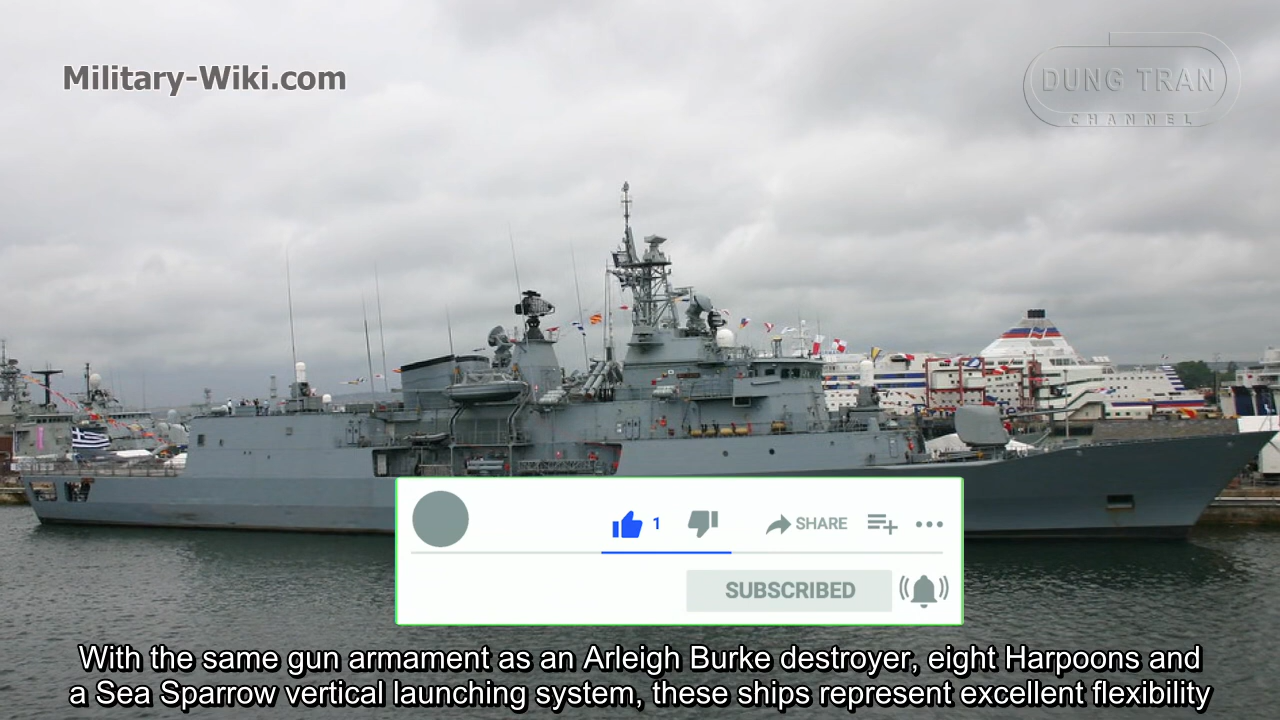 Military-Wiki.com
DUNG TRAN
CHANNEL
1
SHARE
SUBSCRIBED
With the same gun armament as an Arleigh Burke destroyer, eight Harpoons and
a Sea Sparrow vertical launching system, these ships represent excellent flexibility